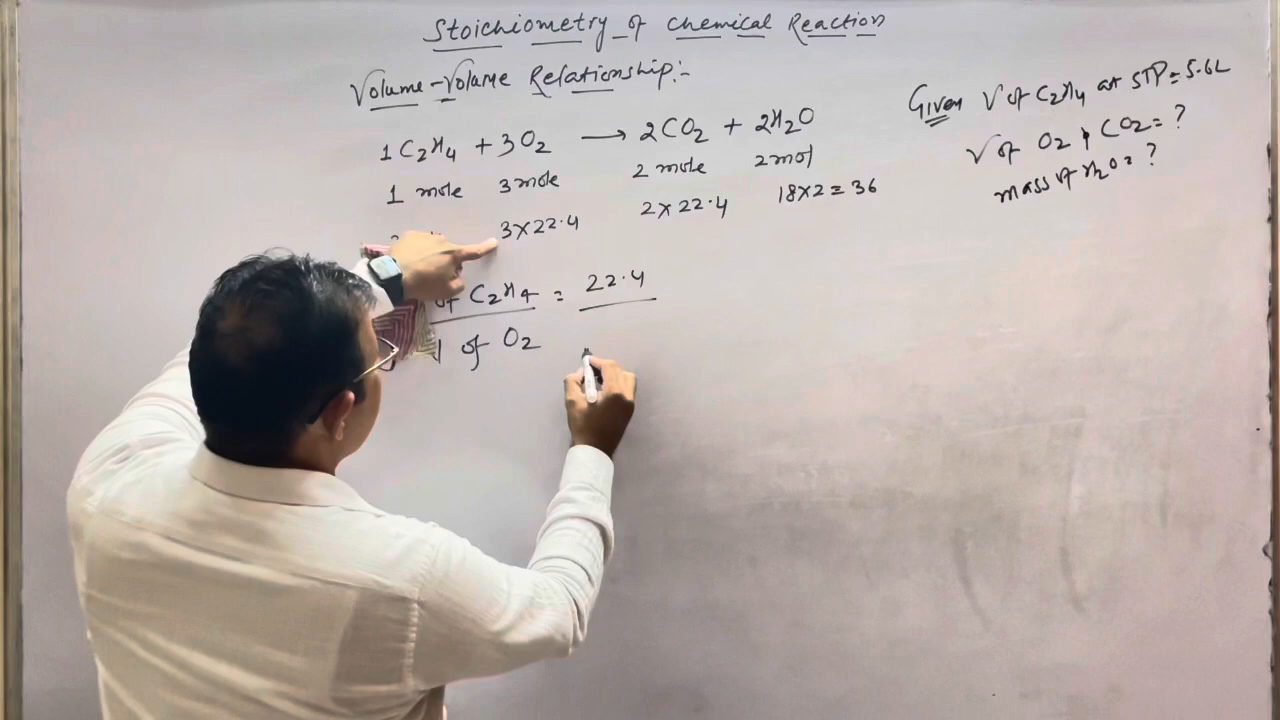 Stoichiometry of Chemical Reaction
Volume-Volume Relationship:-
1C2H4 + 3O2 → 2CO2 + 2H2O
1 mole 3 mole 2 mole 2 mol
3×22.4 2×22.4 18×2=36
of C2H4 = 22.4
of O2
Given V of C2H4 at STP = 5.6L
V of O2, CO2 = ?
mass of H2O = ?